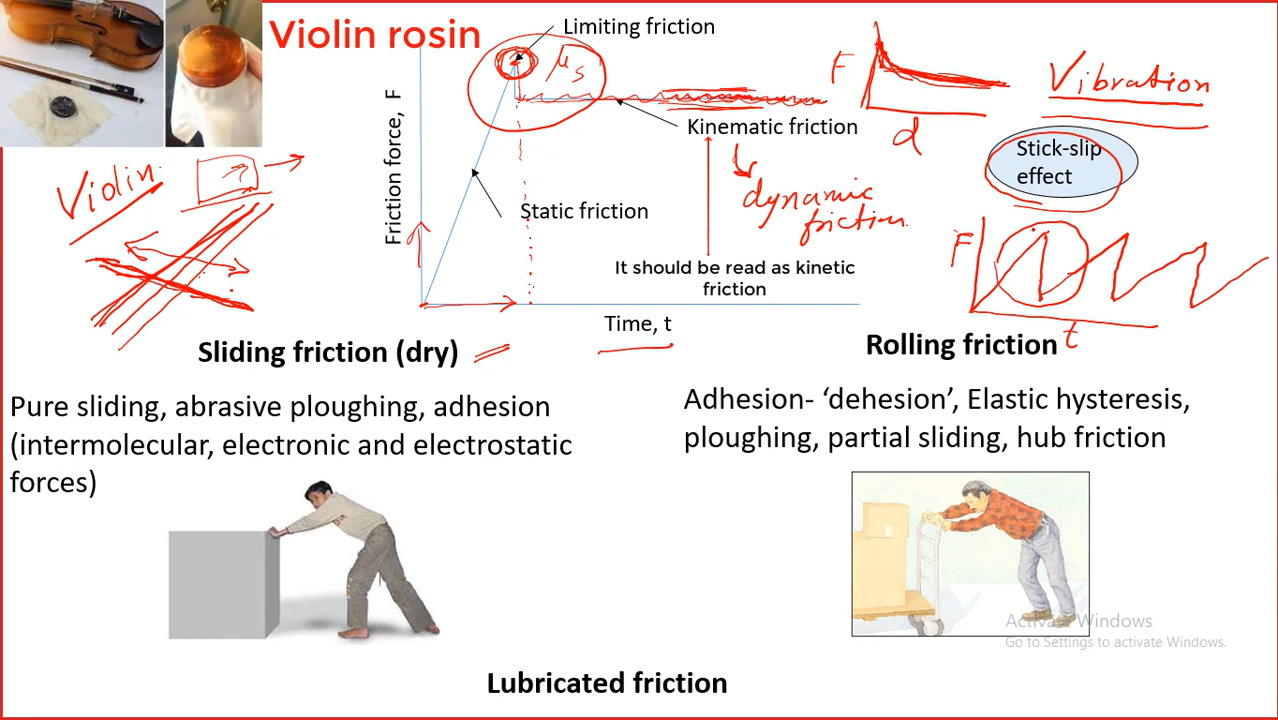 Violin rosin
Limiting friction
μs
F
Vibration
Friction force, F
Kinematic friction
d
Stick-slip
effect
Violin
dynamic
friction
Static friction
F
It should be read as kinetic
friction
Time, t
t
Sliding friction (dry)
Rolling friction
Pure sliding, abrasive ploughing, adhesion
(intermolecular, electronic and electrostatic
forces)
Adhesion- ‘dehesion’, Elastic hysteresis,
ploughing, partial sliding, hub friction
Activate Windows
Go to Settings to activate Windows.
Lubricated friction